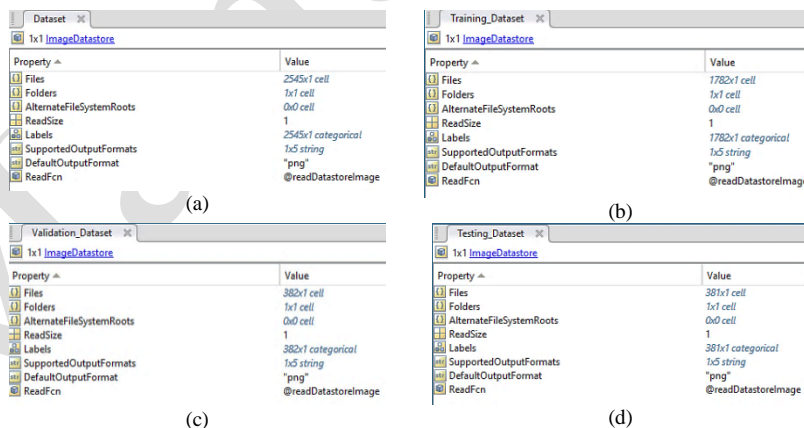 Dataset
1x1 ImageDatastore
Property Value
Files 2545x1 cell
Folders 1x1 cell
AlternateFileSystemRoots 0x0 cell
ReadSize 1
Labels 2545x1 categorical
SupportedOutputFormats 1x5 string
DefaultOutputFormat "png"
ReadFcn @readDatastoreImage
(a)
Training_Dataset
1x1 ImageDatastore
Property Value
Files 1782x1 cell
Folders 1x1 cell
AlternateFileSystemRoots 0x0 cell
ReadSize 1
Labels 1782x1 categorical
SupportedOutputFormats 1x5 string
DefaultOutputFormat "png"
ReadFcn @readDatastoreImage
(b)
Validation_Dataset
1x1 ImageDatastore
Property Value
Files 382x1 cell
Folders 1x1 cell
AlternateFileSystemRoots 0x0 cell
ReadSize 1
Labels 382x1 categorical
SupportedOutputFormats 1x5 string
DefaultOutputFormat "png"
ReadFcn @readDatastoreImage
(c)
Testing_Dataset
1x1 ImageDatastore
Property Value
Files 381x1 cell
Folders 1x1 cell
AlternateFileSystemRoots 0x0 cell
ReadSize 1
Labels 381x1 categorical
SupportedOutputFormats 1x5 string
DefaultOutputFormat "png"
ReadFcn @readDatastoreImage
(d)